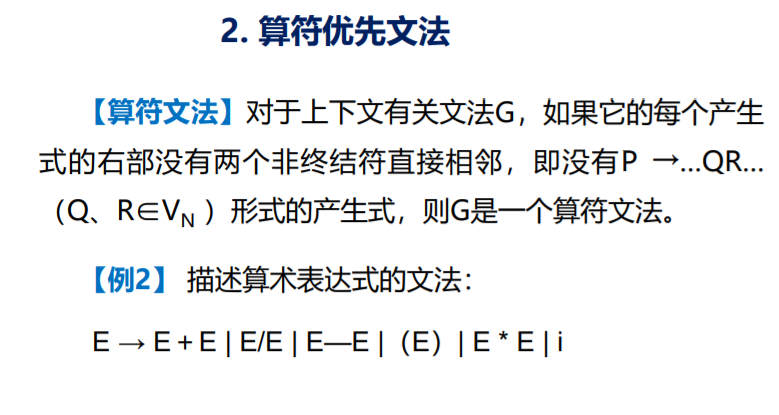 2. 算符优先文法
【算符文法】对于上下文有关文法G，如果它的每个产生
式的右部没有两个非终结符直接相邻，即没有P →…QR…
（Q、R∈VN ）形式的产生式，则G是一个算符文法。
【例2】 描述算术表达式的文法：
E → E + E | E/E | E—E |（E）| E * E | i